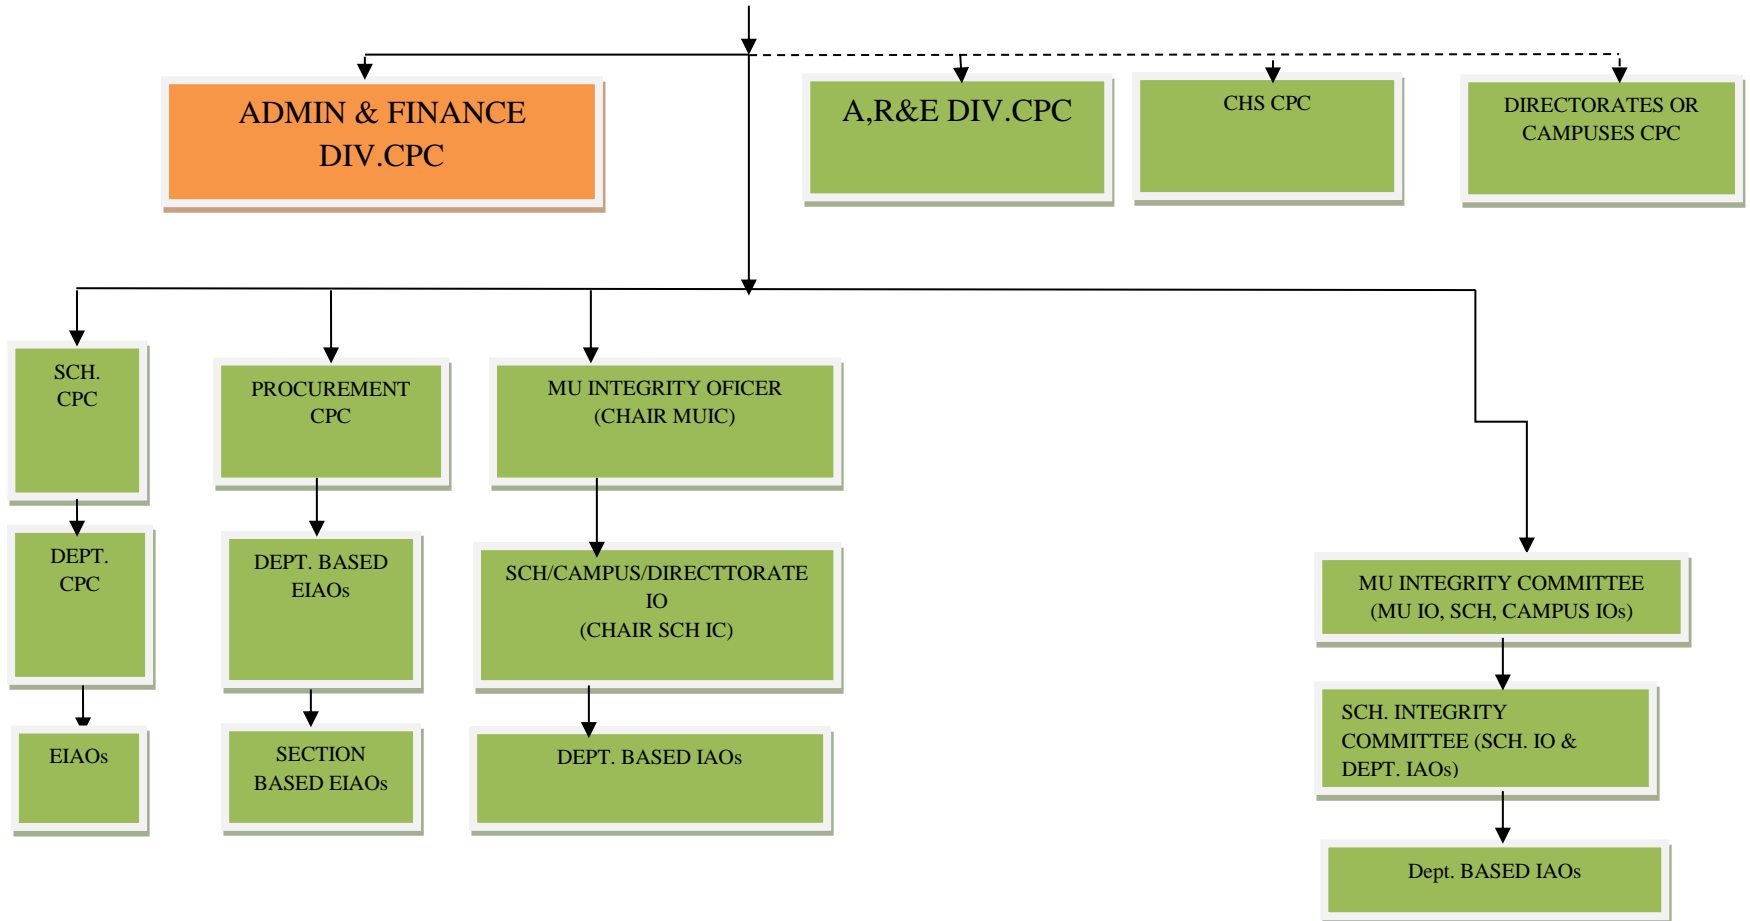 ADMIN & FINANCE
DIV.CPC
A,R&E DIV.CPC
CHS CPC
DIRECTORATES OR
CAMPUSES CPC
SCH.
CPC
PROCUREMENT
CPC
MU INTEGRITY OFICER
(CHAIR MUIC)
DEPT.
CPC
DEPT. BASED
EIAOs
SCH/CAMPUS/DIRECTTORATE
IO
(CHAIR SCH IC)
MU INTEGRITY COMMITTEE
(MU IO, SCH, CAMPUS IOs)
EIAOs
SECTION
BASED EIAOs
DEPT. BASED IAOs
SCH. INTEGRITY
COMMITTEE (SCH. IO &
DEPT. IAOs)
Dept. BASED IAOs